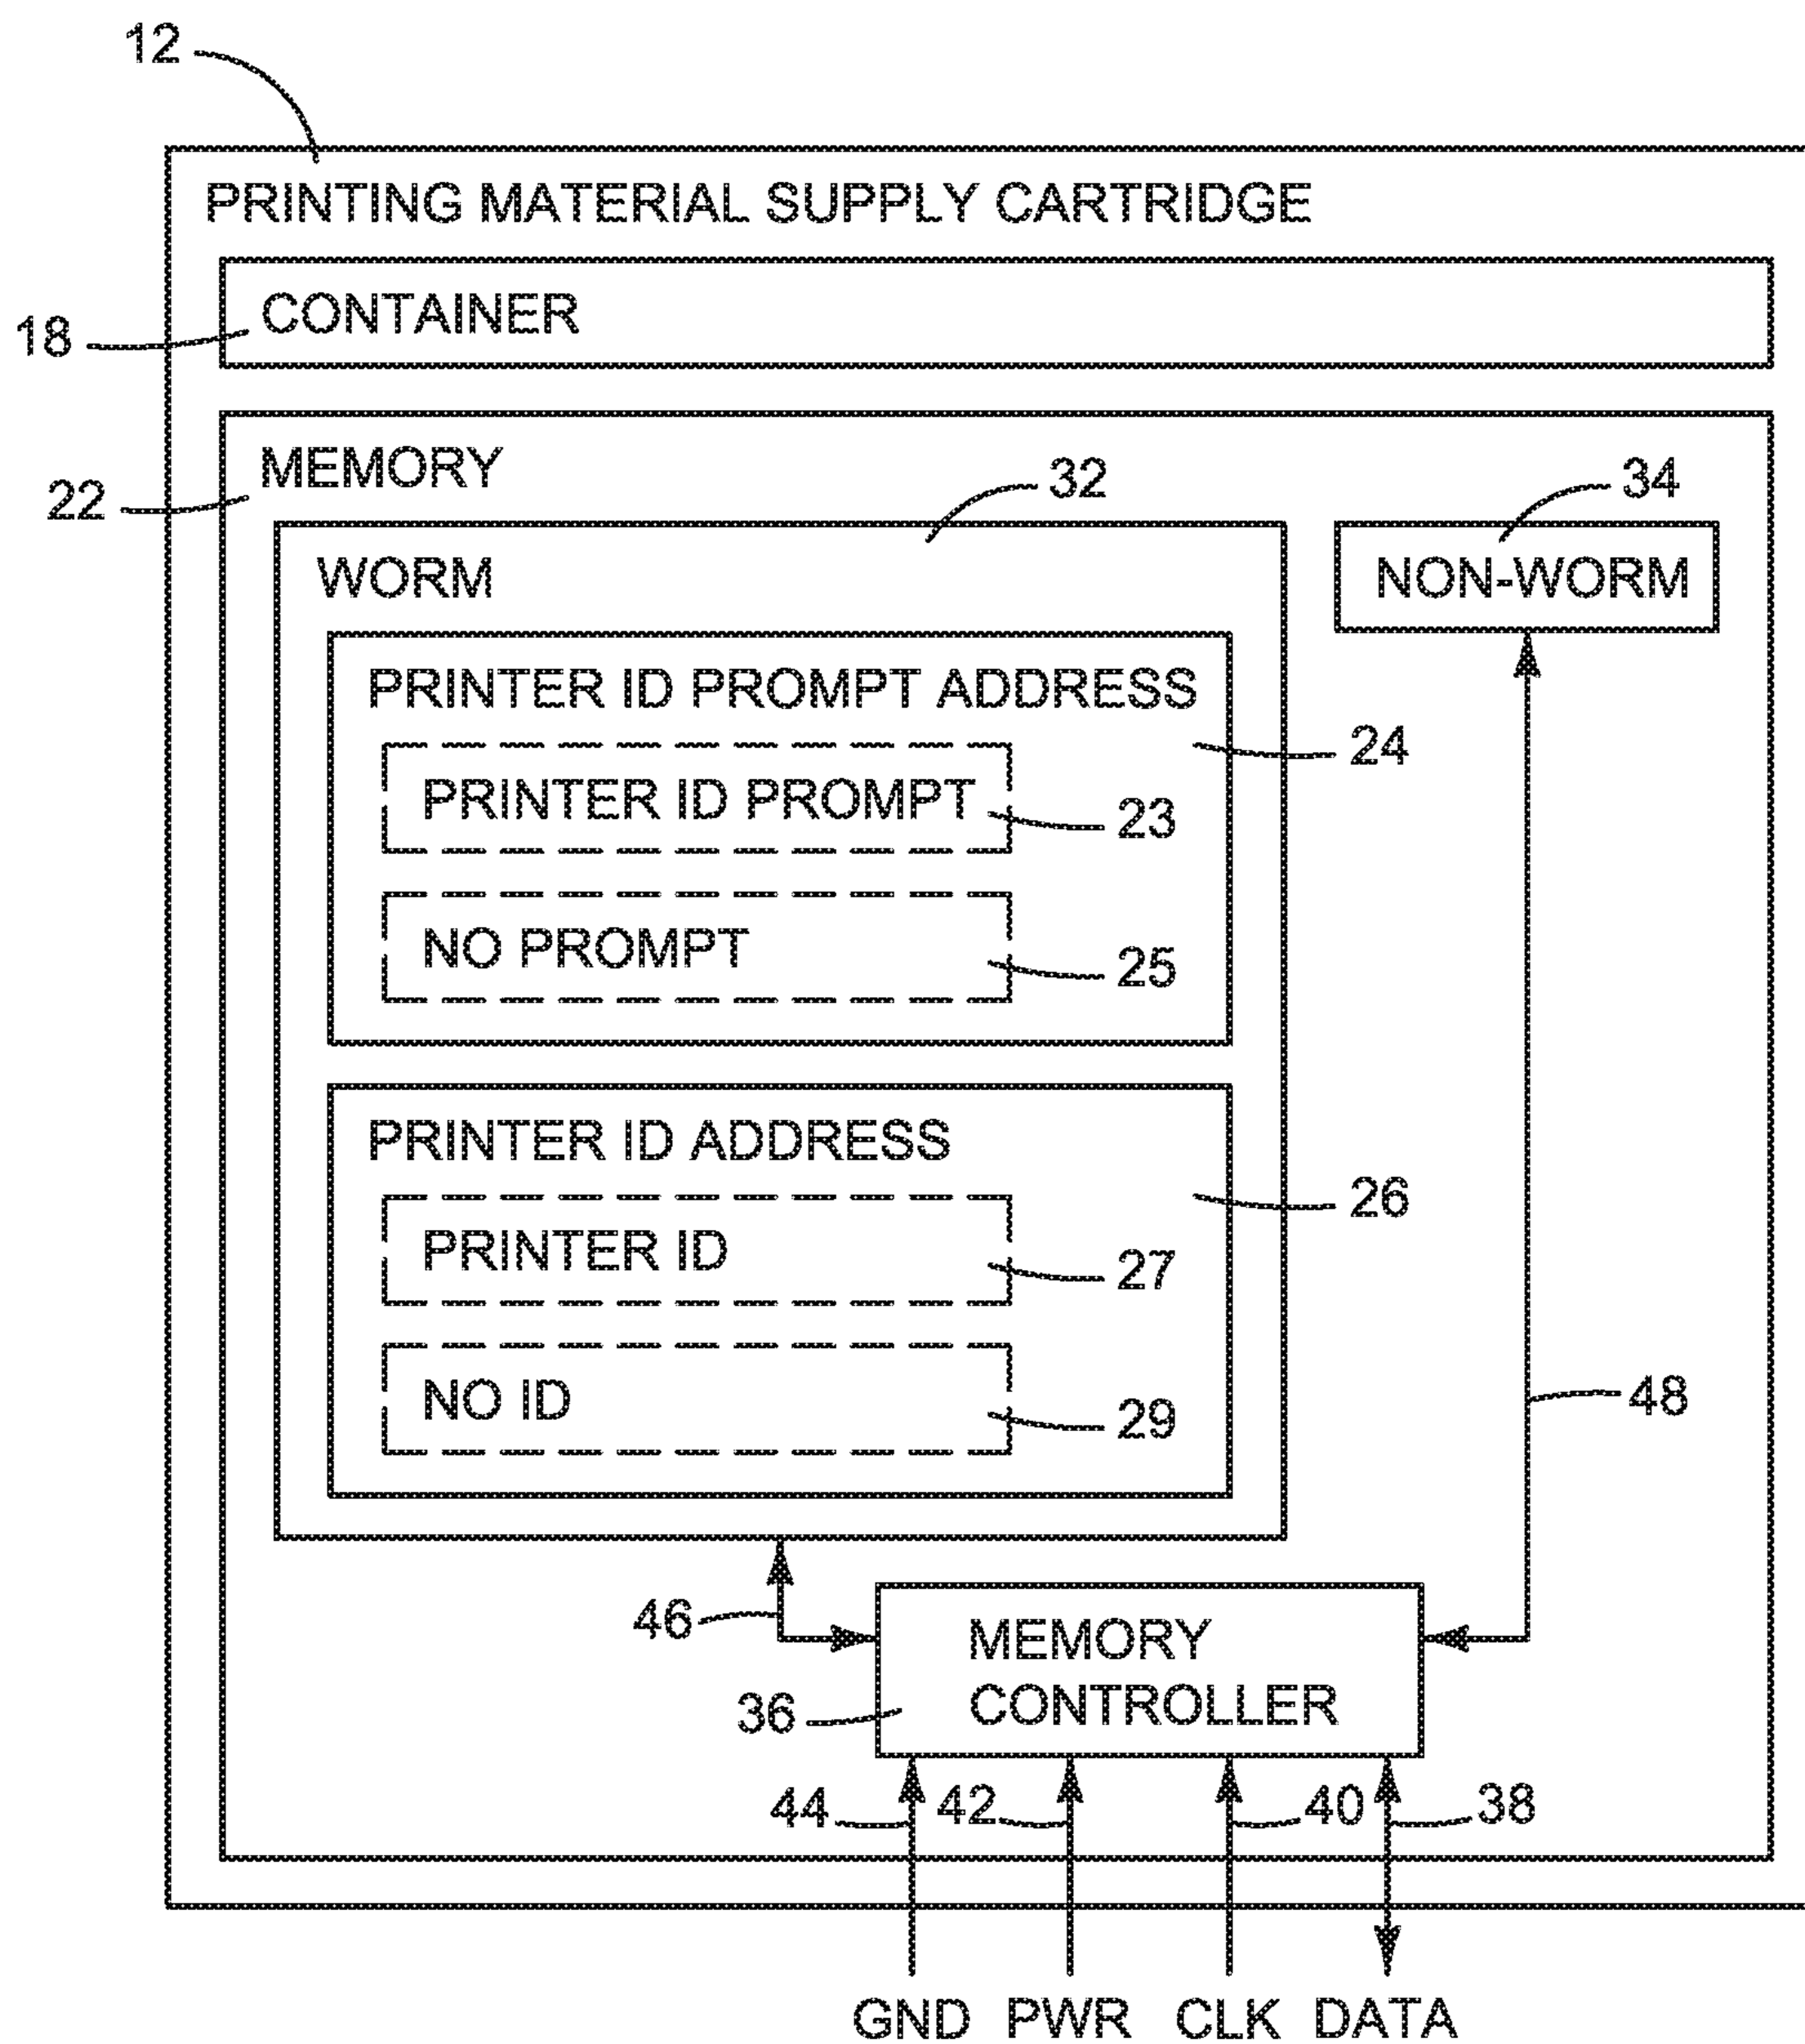 12
PRINTING MATERIAL SUPPLY CARTRIDGE
CONTAINER
18
MEMORY
22
32
34
WORM
NON-WORM
PRINTER ID PROMPT ADDRESS
24
PRINTER ID PROMPT
23
NO PROMPT
25
PRINTER ID ADDRESS
26
PRINTER ID
27
NO ID
29
48
46
MEMORY
CONTROLLER
36
44
42
40
38
GND PWR CLK DATA